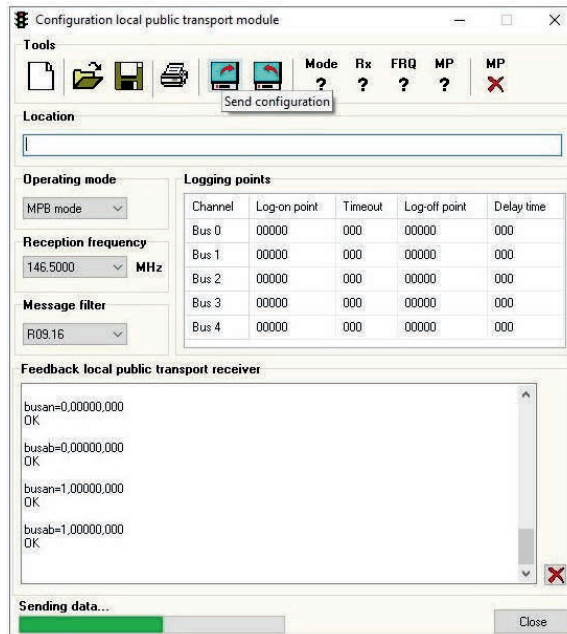 Configuration local public transport module
Tools
Mode Rx FRQ MP MP
? ? ? ?
Send configuration
Location
Operating mode
MPB mode
Reception frequency
146.5000 MHz
Message filter
R09.16
Logging points
Channel Log-on point Timeout Log-off point Delay time
Bus 0 00000 000 00000 000
Bus 1 00000 000 00000 000
Bus 2 00000 000 00000 000
Bus 3 00000 000 00000 000
Bus 4 00000 000 00000 000
Feedback local public transport receiver
busan=0,00000,000
OK
busab=0,00000,000
OK
busan=1,00000,000
OK
busab=1,00000,000
OK
Sending data...
Close